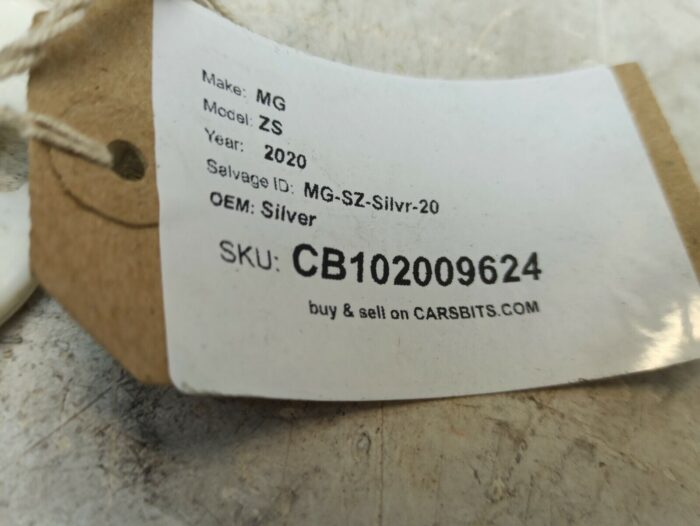 Make: MG
Model: ZS
Year: 2020
Salvage ID: MG-SZ-Silvr-20
OEM: Silver
SKU: CB102009624
buy & sell on CARSBITS.COM